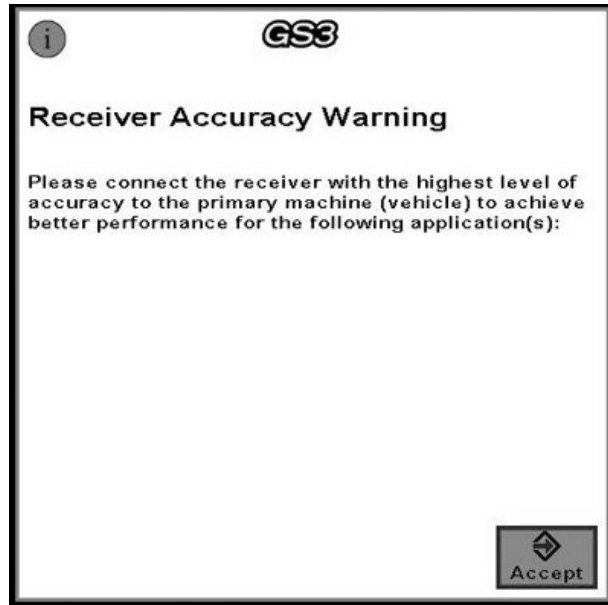 i
GS3
Receiver Accuracy Warning
Please connect the receiver with the highest level of
accuracy to the primary machine (vehicle) to achieve
better performance for the following application(s):
Accept